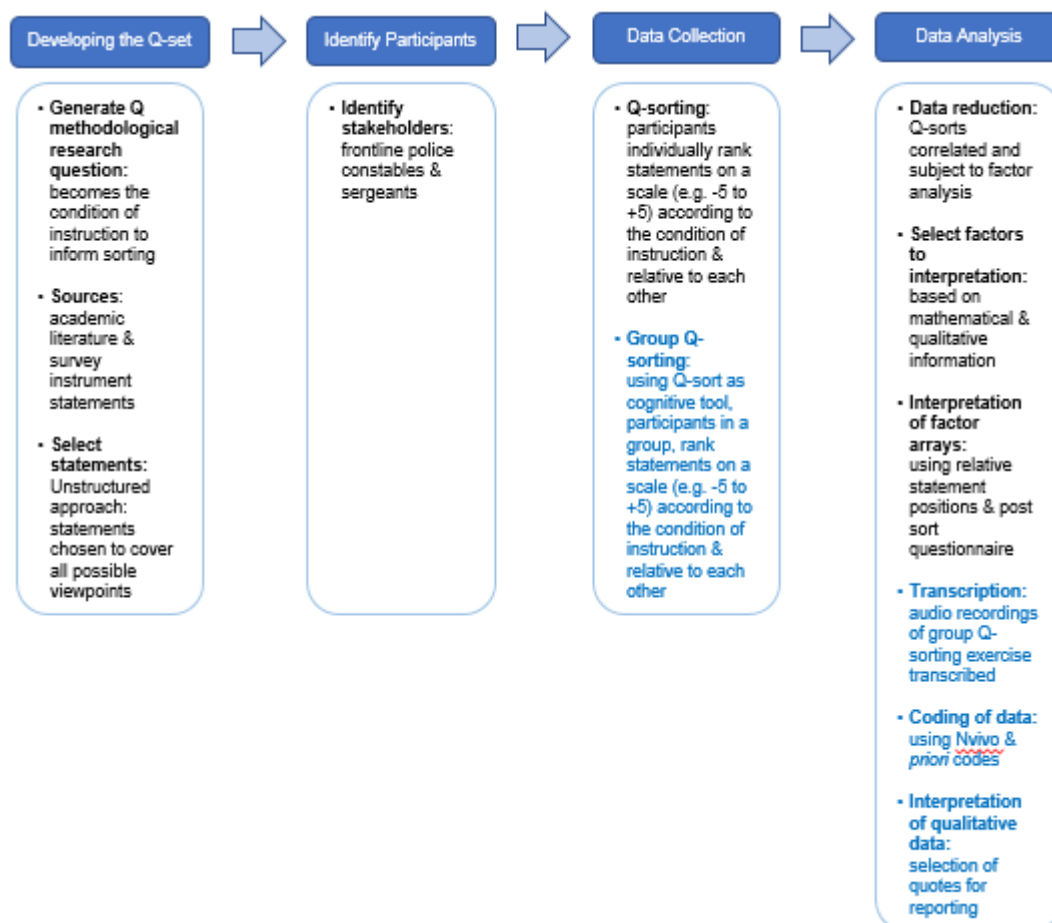 Developing the Q-set
Identify Participants
Data Collection
Data Analysis
• Generate Q
methodological
research
question:
becomes the
condition of
instruction to
inform sorting
• Sources:
academic
literature &
survey
instrument
statements
• Select
statements:
Unstructured
approach:
statements
chosen to cover
all possible
viewpoints
• Identify
stakeholders:
frontline police
constables &
sergeants
• Q-sorting:
participants
individually rank
statements on a
scale (e.g. -5 to
+5) according to
the condition of
instruction &
relative to each
other
• Group Q-
sorting:
using Q-sort as
cognitive tool,
participants in a
group, rank
statements on a
scale (e.g. -5 to
+5) according to
the condition of
instruction &
relative to each
other
• Data reduction:
Q-sorts
correlated and
subject to factor
analysis
• Select factors
to
interpretation:
based on
mathematical &
qualitative
information
• Interpretation
of factor
arrays:
using relative
statement
positions & post
sort
questionnaire
• Transcription:
audio recordings
of group Q-
sorting exercise
transcribed
• Coding of data:
using Nvivo &
priori codes
• Interpretation
of qualitative
data:
selection of
quotes for
reporting